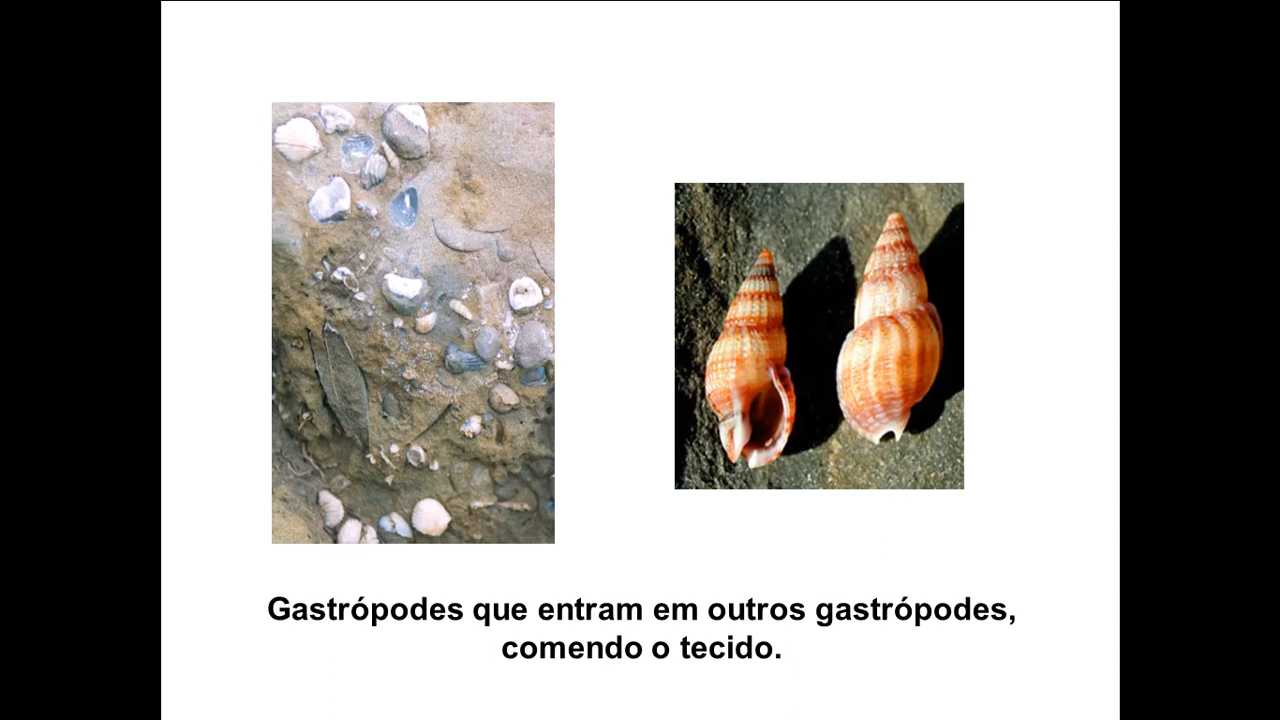 Gastrópodes que entram em outros gastrópodes,
comendo o tecido.